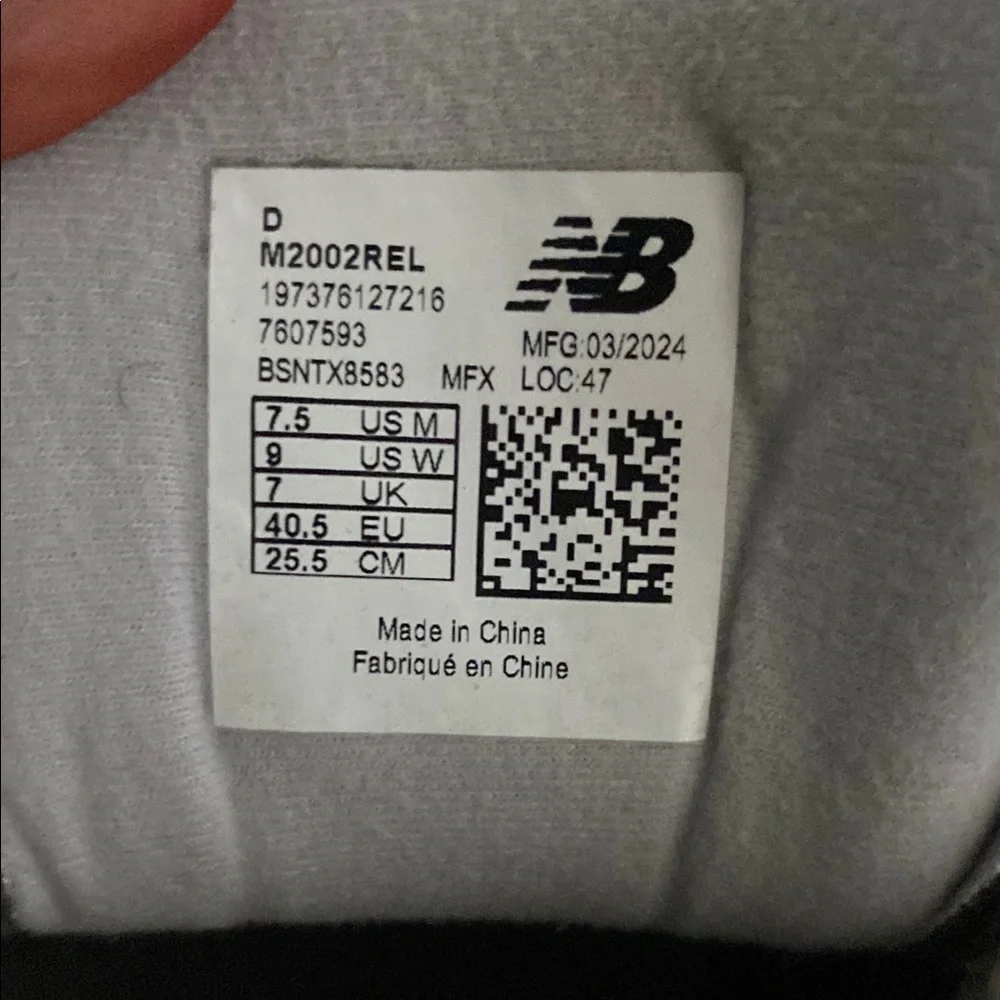 D
M2002REL
197376127216
7607593
BSNTX8583 MFX
NB
MFG:03/2024
LOC:47
7.5 US M
9 US W
7 UK
40.5 EU
25.5 CM
Made in China
Fabriqué en Chine